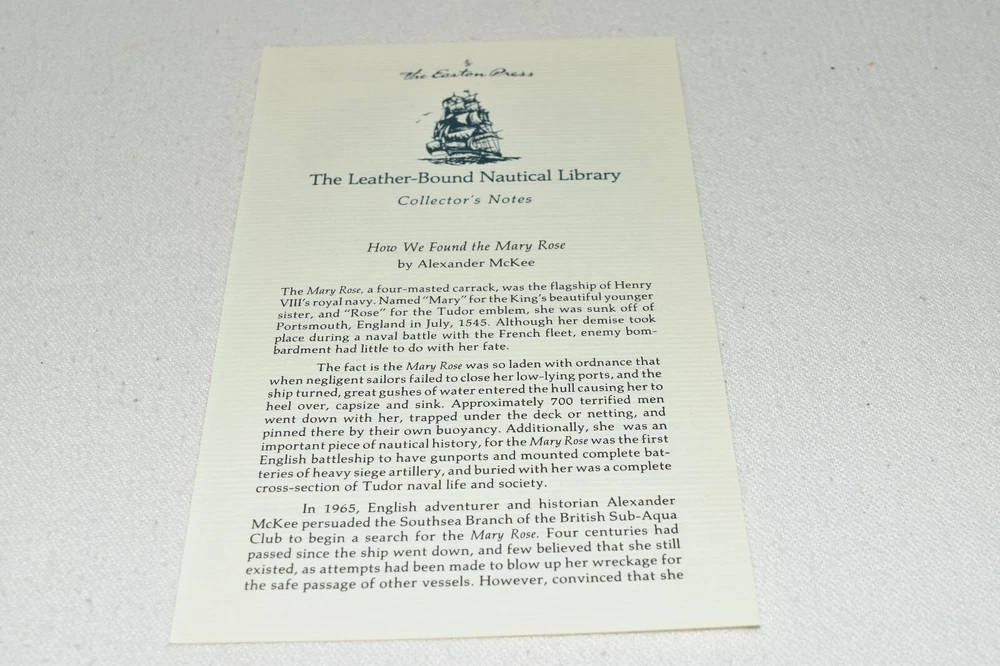 The Easton Press
The Leather-Bound Nautical Library
Collector's Notes
How We Found the Mary Rose
by Alexander McKee
The Mary Rose, a four-masted carrack, was the flagship of Henry
VIII's royal navy. Named "Mary" for the King's beautiful younger
sister, and "Rose" for the Tudor emblem, she was sunk off of
Portsmouth, England in July, 1545. Although her demise took
place during a naval battle with the French fleet, enemy bom-
bardment had little to do with her fate.
The fact is the Mary Rose was so laden with ordnance that
when negligent sailors failed to close her low-lying ports, and the
ship turned, great gushes of water entered the hull causing her to
heel over, capsize and sink. Approximately 700 terrified men
went down with her, trapped under the deck or netting, and
pinned there by their own buoyancy. Additionally, she was an
important piece of nautical history, for the Mary Rose was the first
English battleship to have gunports and mounted complete bat-
teries of heavy siege artillery, and buried with her was a complete
cross-section of Tudor naval life and society.
In 1965, English adventurer and historian Alexander
McKee persuaded the Southsea Branch of the British Sub-Aqua
Club to begin a search for the Mary Rose. Four centuries had
passed since the ship went down, and few believed that she still
existed, as attempts had been made to blow up her wreckage for
the safe passage of other vessels. However, convinced that she